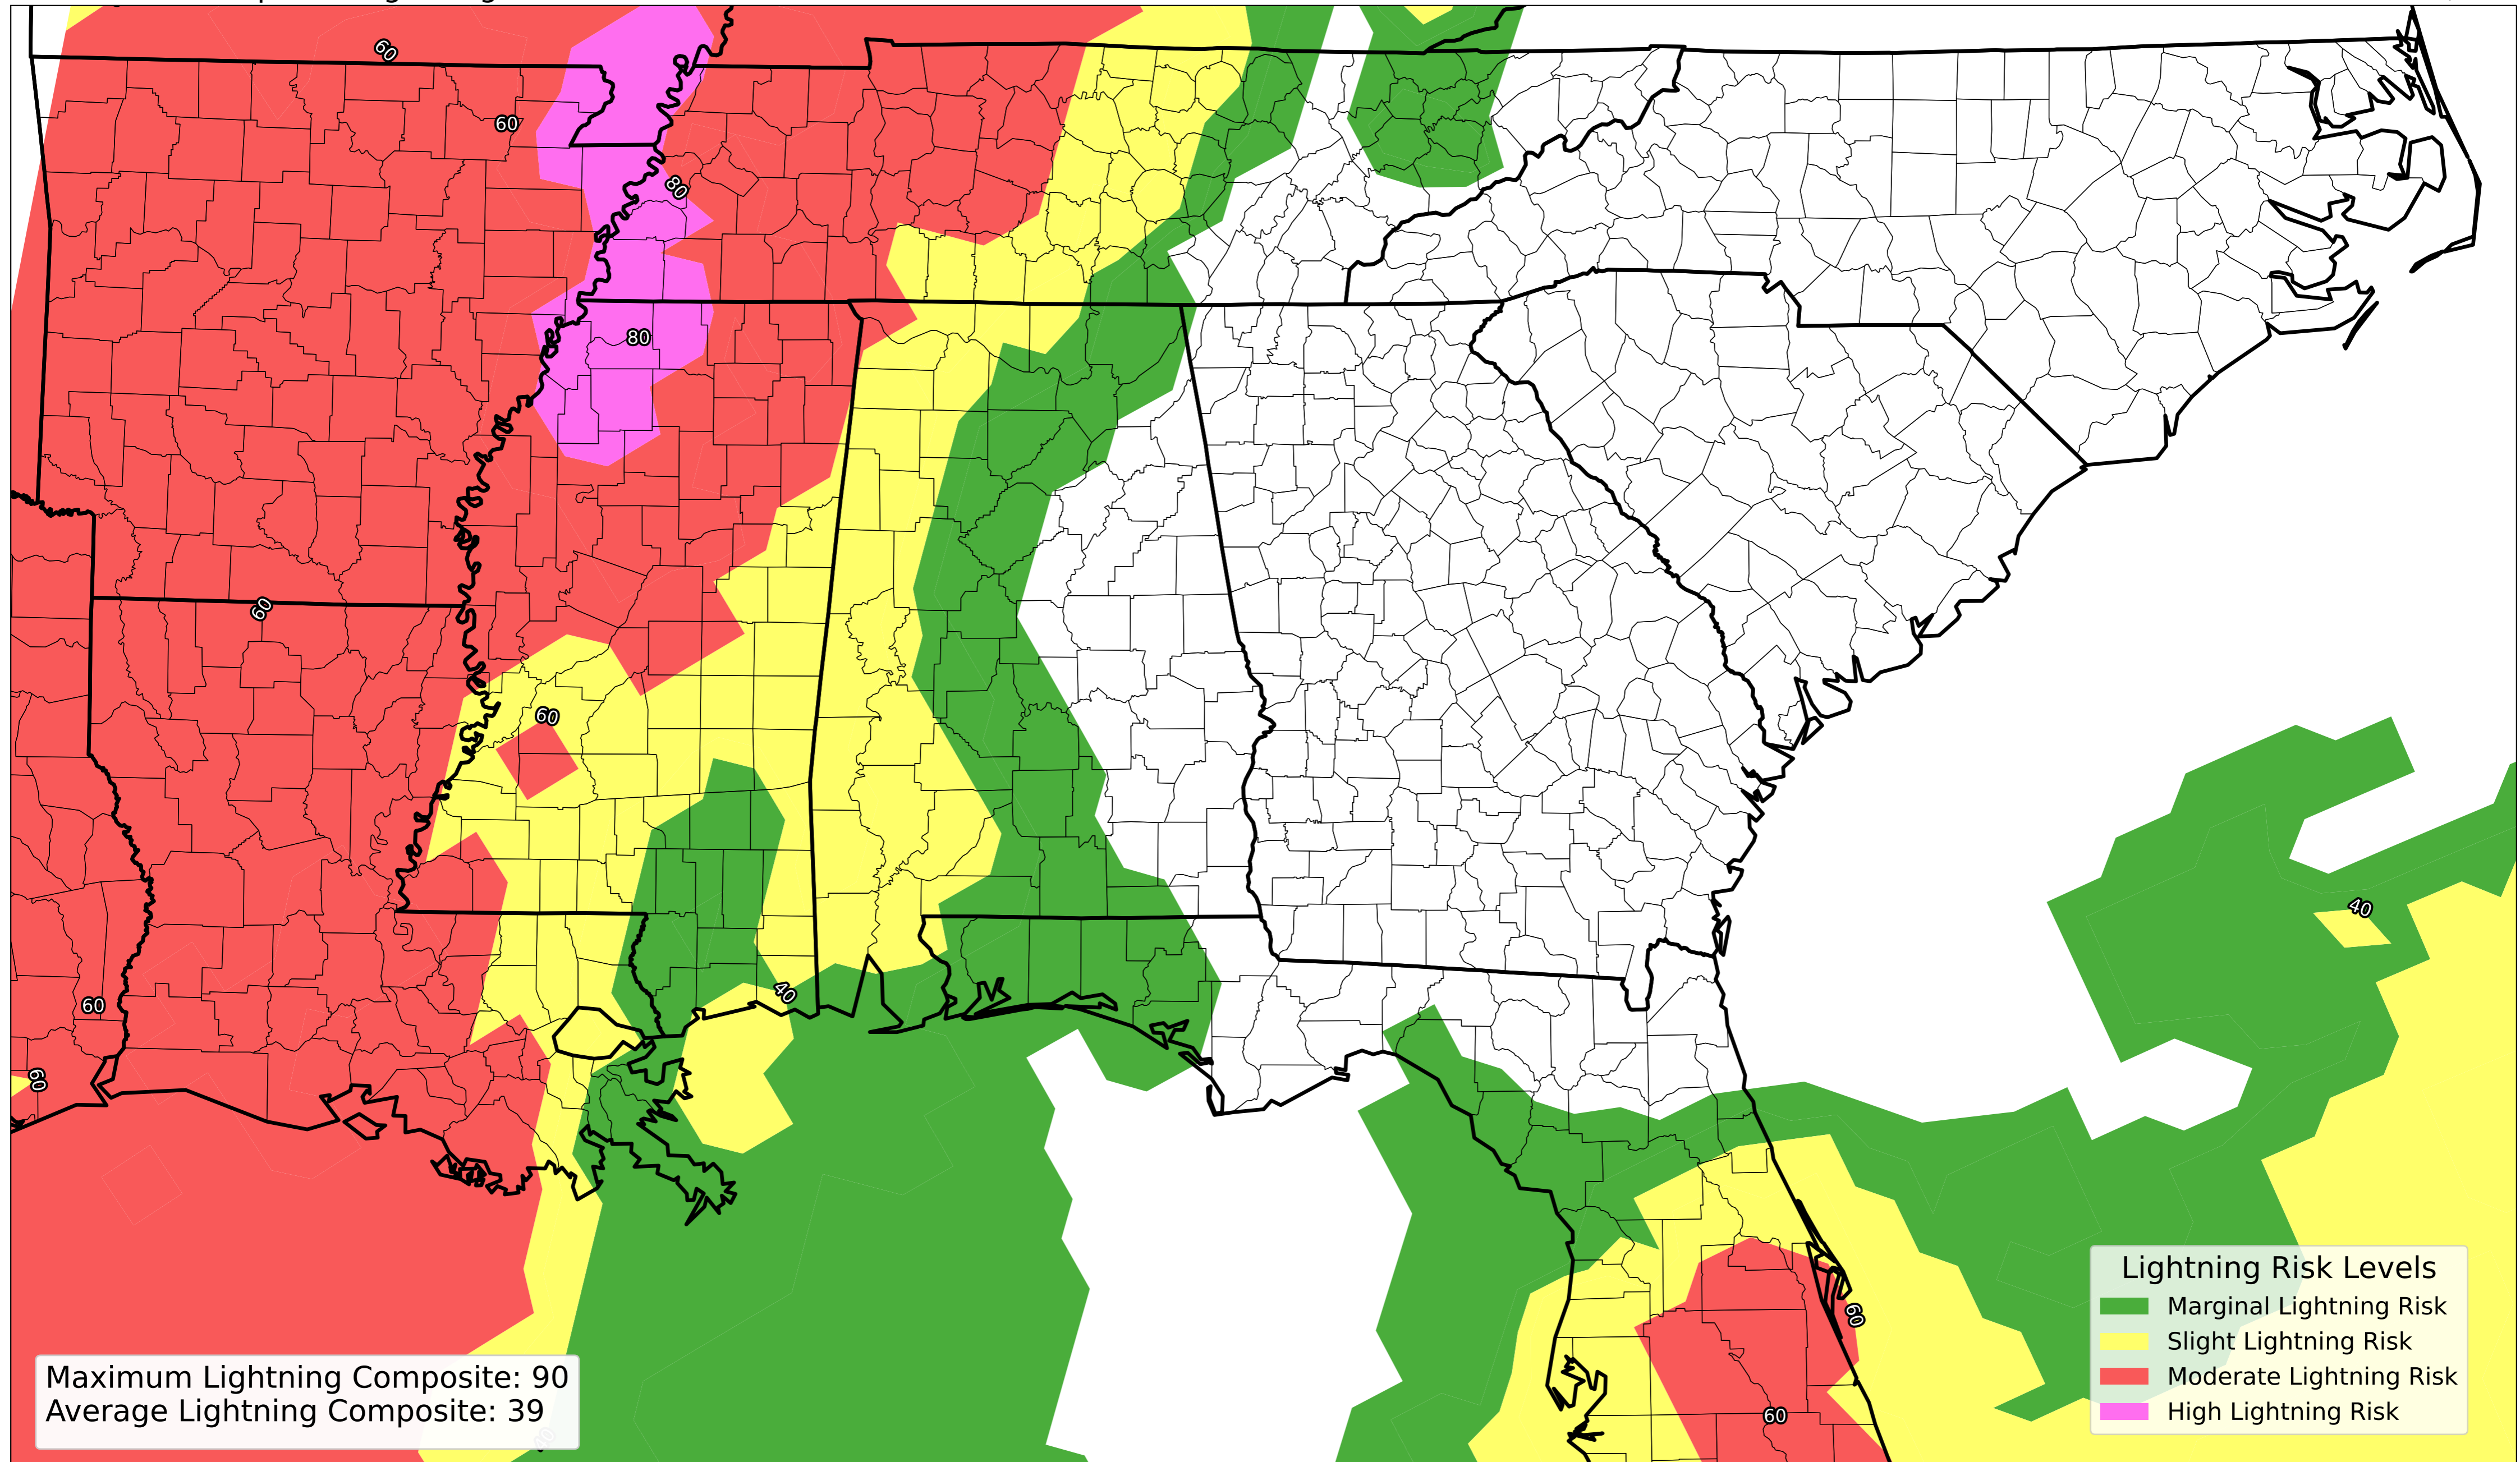 60
60
80
80
60
60
40
40
60
60
Lightning Risk Levels
Marginal Lightning Risk
60
Slight Lightning Risk
Maximum Lightning Composite: 90
Moderate Lightning Risk
Average Lightning Composite: 39
High Lightning Risk
60
40